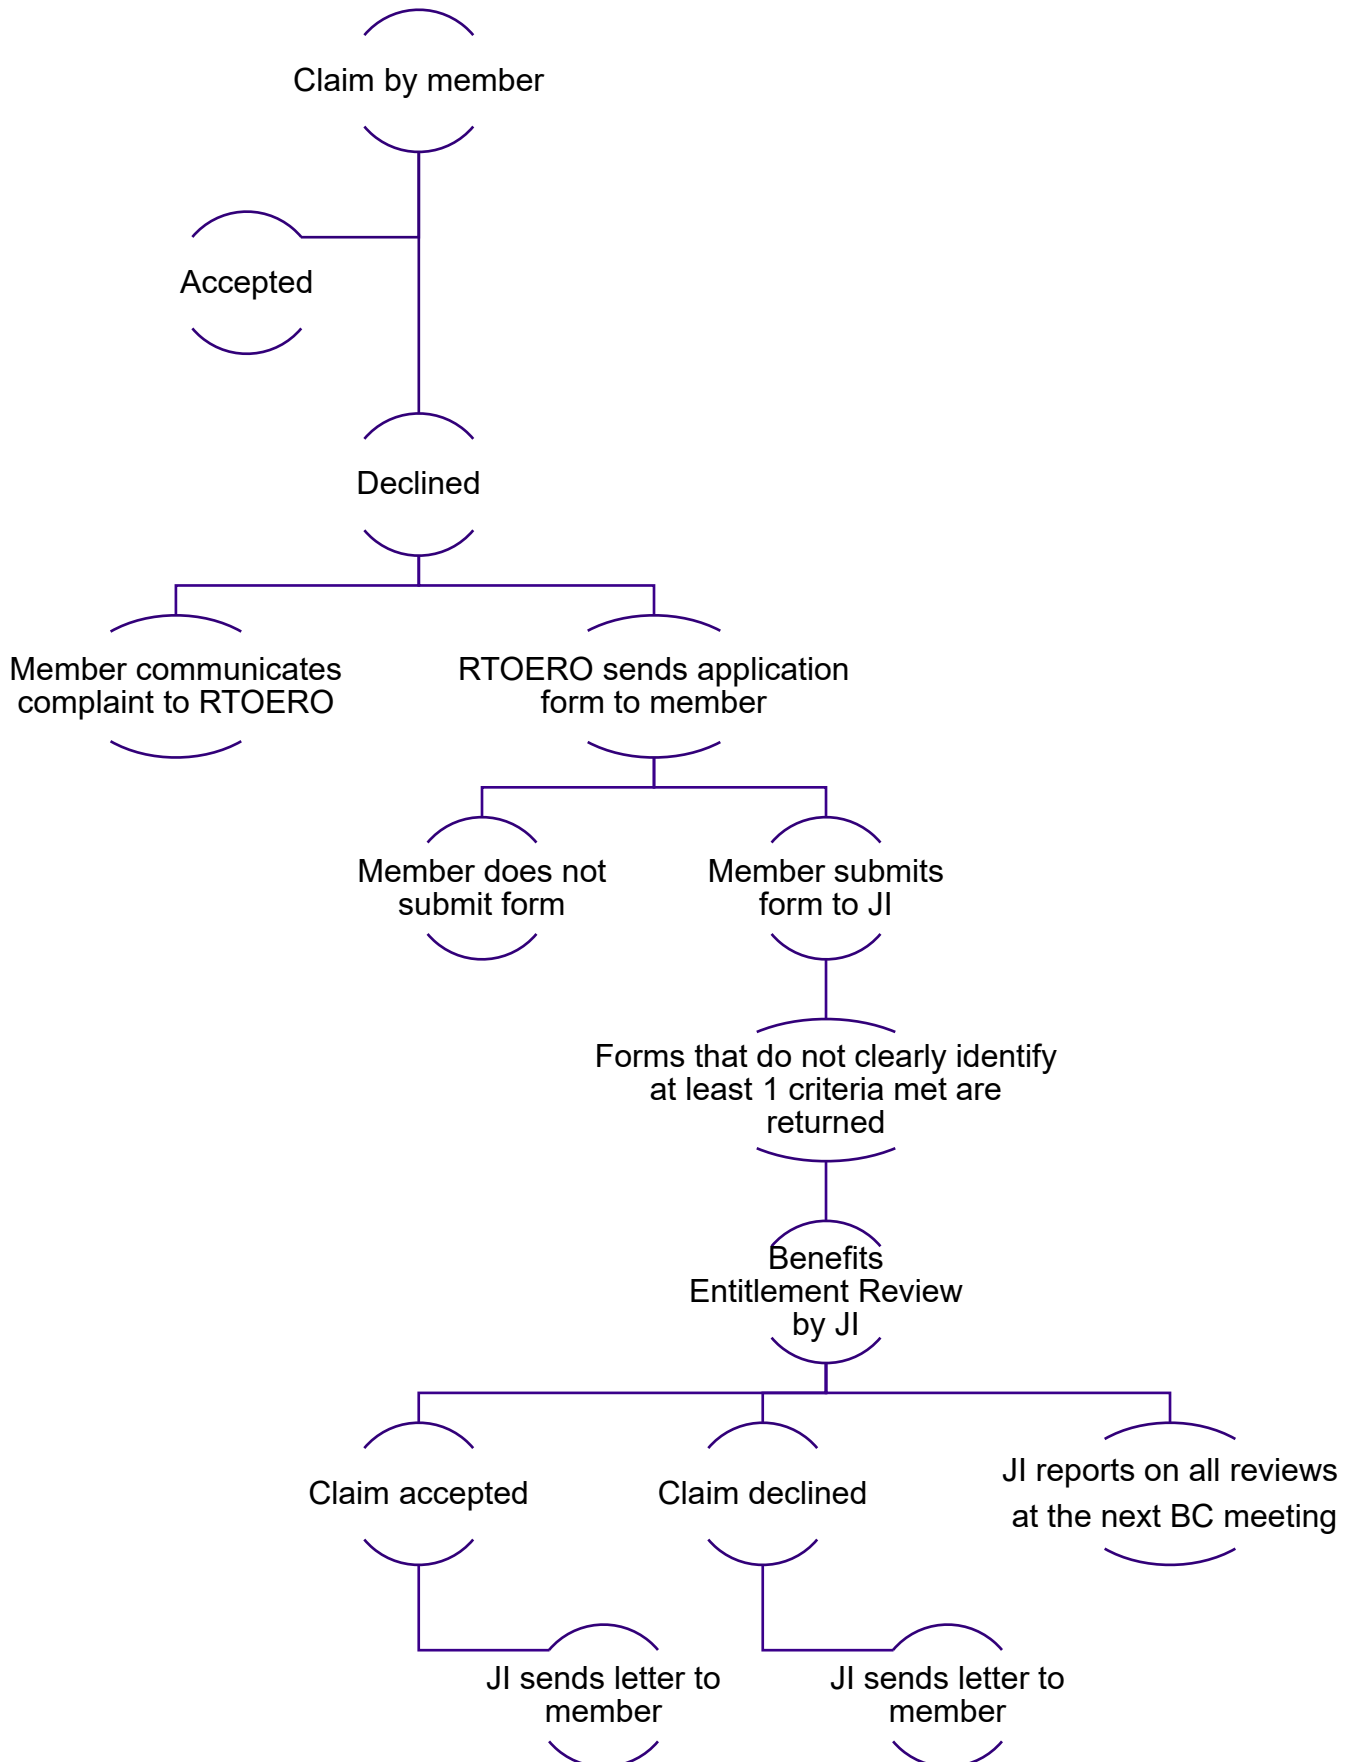 Claim by member
Accepted
Declined
Member communicates
complaint to RTOERO
RTOERO sends application
form to member
Member does not
submit form
Member submits
form to JI
Forms that do not clearly identify
at least 1 criteria met are
returned
Benefits
Entitlement Review
by JI
Claim accepted
Claim declined
JI reports on all reviews
at the next BC meeting
JI sends letter to
member
JI sends letter to
member